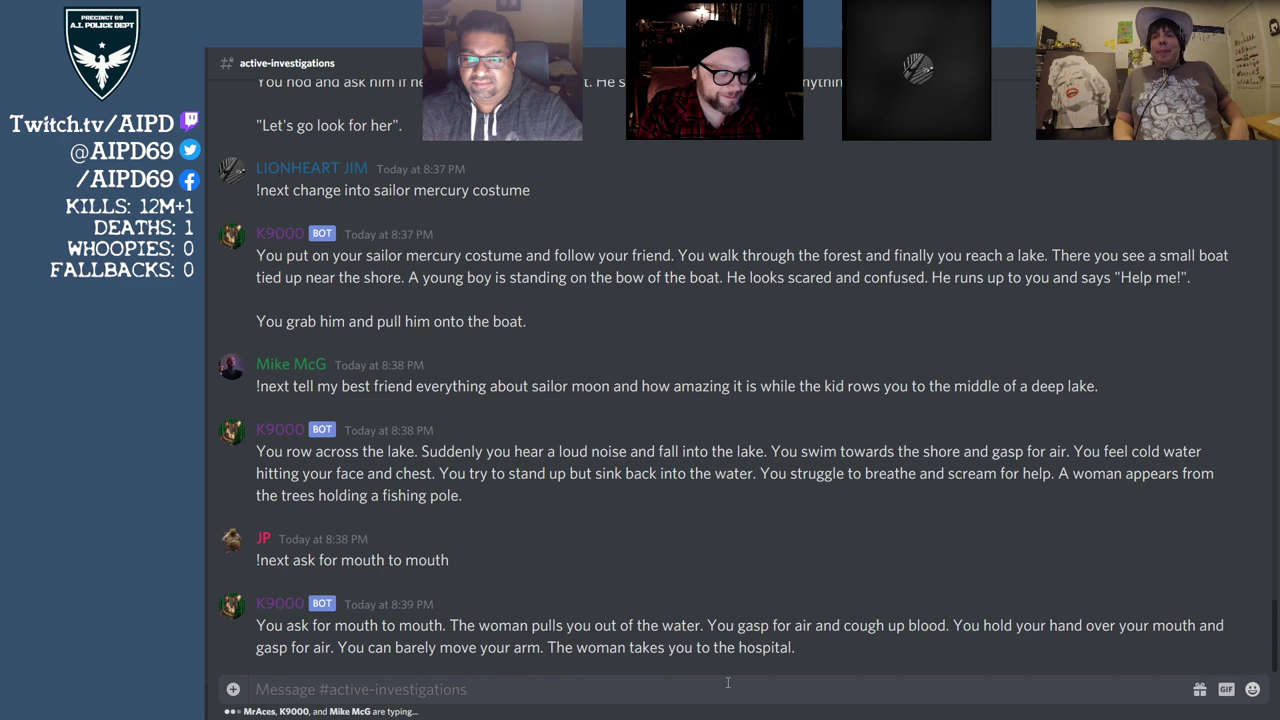 PRECINCT 69
A.I. POLICE DEPT
Twitch.tv/AIPD
@AIPD69
/AIPD69
KILLS: 12M+1
DEATHS: 1
WHOOPIES: 0
FALLBACKS: 0
active-investigations
You nod and ask him if he
"Let's go look for her".
LIONHEART JIM Today at 8:37 PM
!next change into sailor mercury costume
K9000 BOT Today at 8:37 PM
You put on your sailor mercury costume and follow your friend. You walk through the forest and finally you reach a lake. There you see a small boat
tied up near the shore. A young boy is standing on the bow of the boat. He looks scared and confused. He runs up to you and says "Help me!".
You grab him and pull him onto the boat.
Mike McG Today at 8:38 PM
!next tell my best friend everything about sailor moon and how amazing it is while the kid rows you to the middle of a deep lake.
K9000 BOT Today at 8:38 PM
You row across the lake. Suddenly you hear a loud noise and fall into the lake. You swim towards the shore and gasp for air. You feel cold water
hitting your face and chest. You try to stand up but sink back into the water. You struggle to breathe and scream for help. A woman appears from
the trees holding a fishing pole.
JP Today at 8:38 PM
!next ask for mouth to mouth
K9000 BOT Today at 8:39 PM
You ask for mouth to mouth. The woman pulls you out of the water. You gasp for air and cough up blood. You hold your hand over your mouth and
gasp for air. You can barely move your arm. The woman takes you to the hospital.
Message #active-investigations
GIF
MrAces, K9000, and Mike McG are typing...